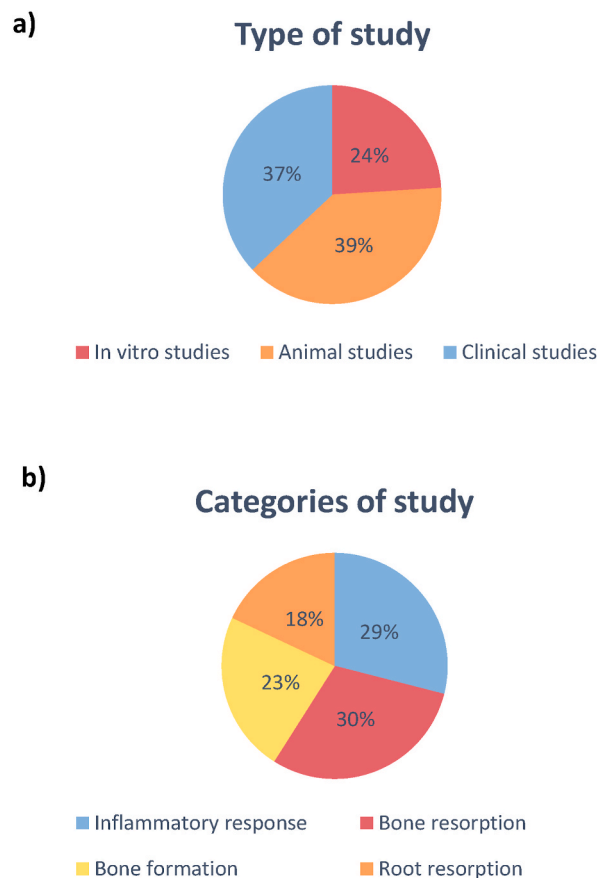 a)
Type of study
24%
37%
39%
In vitro studies Animal studies Clinical studies
b)
Categories of study
18%
29%
23%
30%
Inflammatory response Bone resorption
Bone formation Root resorption